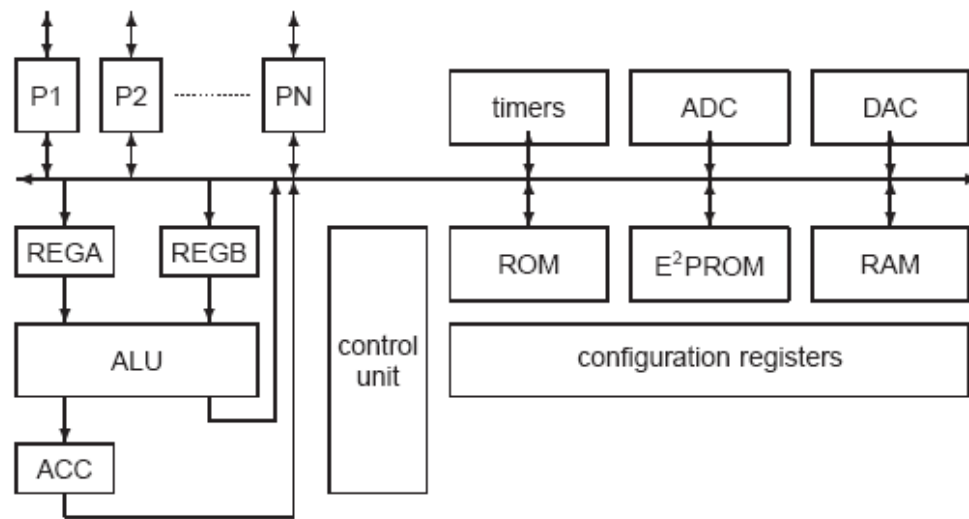 P1
P2
PN
timers
ADC
DAC
REGA
REGB
ROM
E²PROM
RAM
ALU
control
unit
configuration registers
ACC